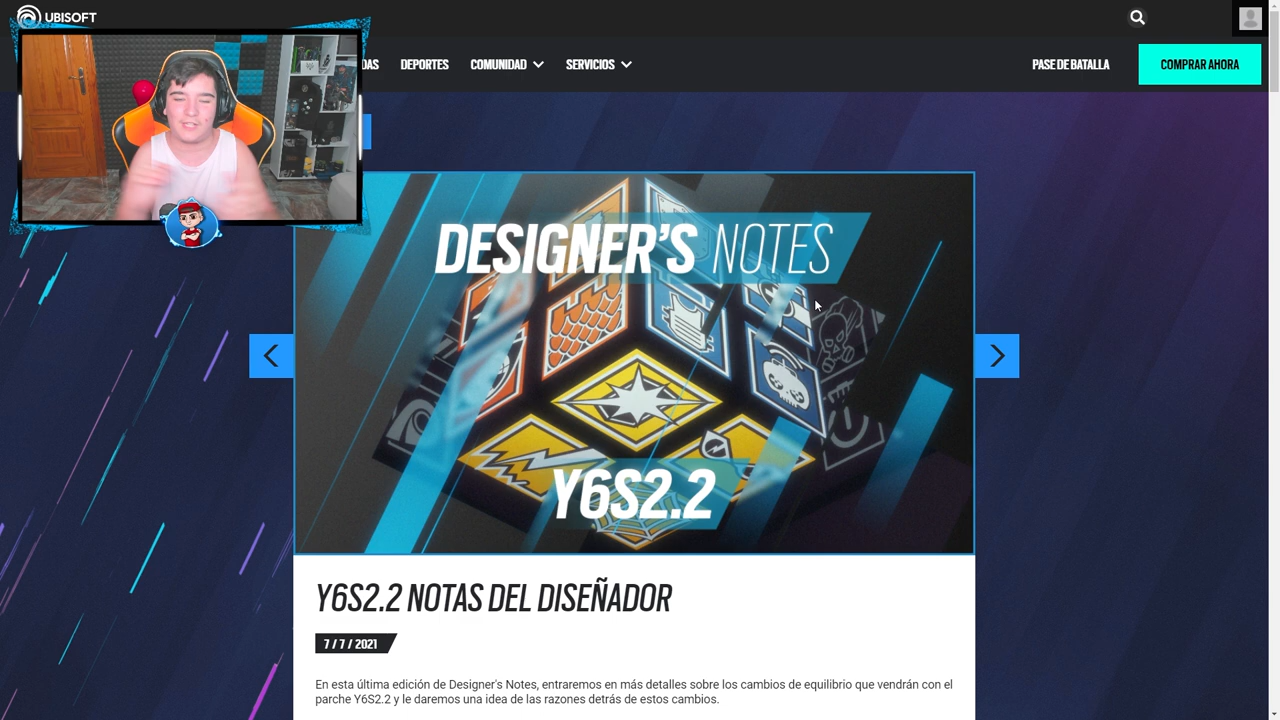 UBISOFT
DAS
DEPORTES
COMUNIDAD
SERVICIOS
PASE DE BATALLA
COMPRAR AHORA
DESIGNER'S NOTES
Y6S2.2
Y6S2.2 NOTAS DEL DISEÑADOR
7 / 7 / 2021
En esta última edición de Designer's Notes, entraremos en más detalles sobre los cambios de equilibrio que vendrán con el
parche Y6S2.2 y le daremos una idea de las razones detrás de estos cambios.